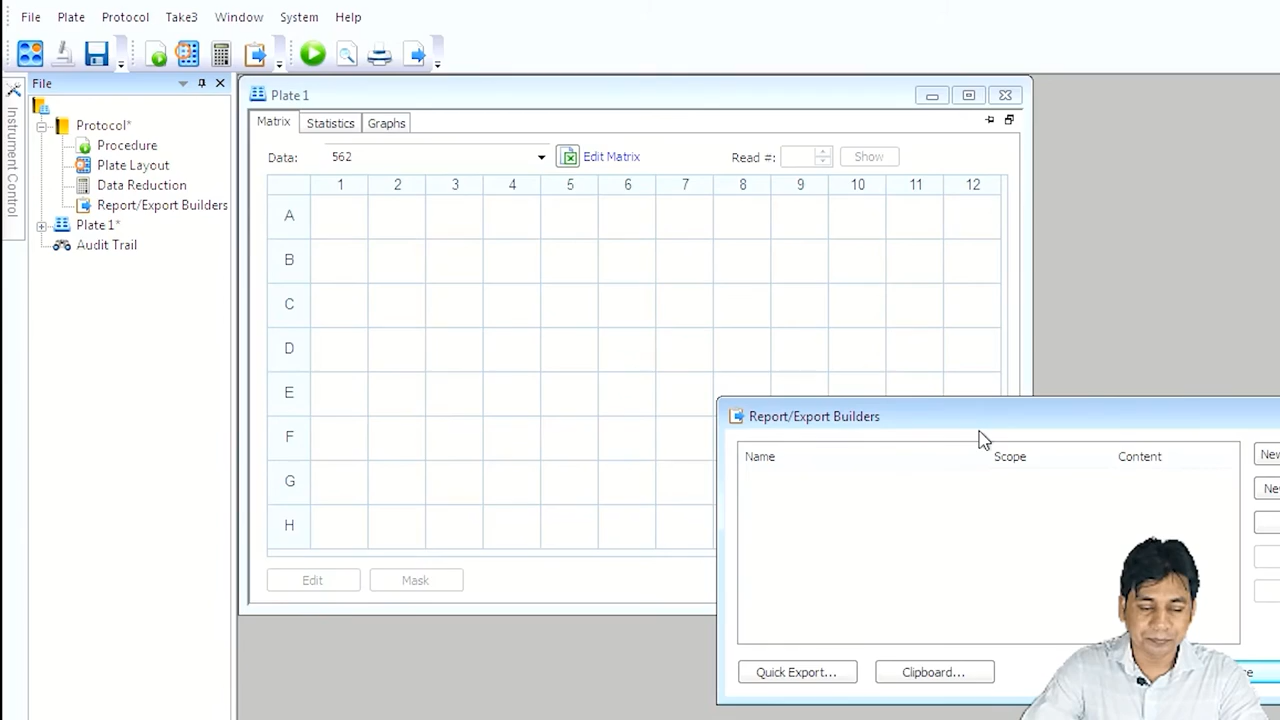 File Plate Protocol Take3 Window System Help
File
Instrument Control
Protocol*
Procedure
Plate Layout
Data Reduction
Report/Export Builders
Plate 1*
Audit Trail
Plate 1
Matrix Statistics Graphs
Data: 562 Edit Matrix Read #: Show
1 2 3 4 5 6 7 8 9 10 11 12
A
B
C
D
E
F
G
H
Edit Mask
Report/Export Builders
Name Scope Content
New
Quick Export... Clipboard...